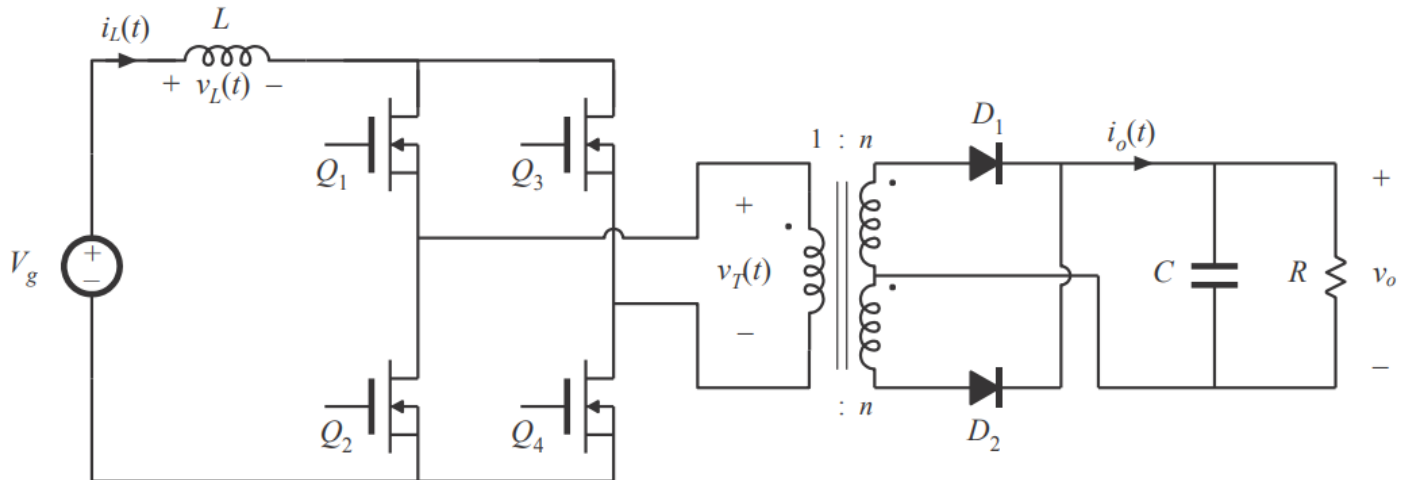 i_L(t)
L
+ v_L(t) −
Q_1
Q_3
D_1
i_o(t)
1 : n
V_g
+
−
+
v_T(t)
−
C
R
+
v_o
−
Q_2
Q_4
: n
D_2